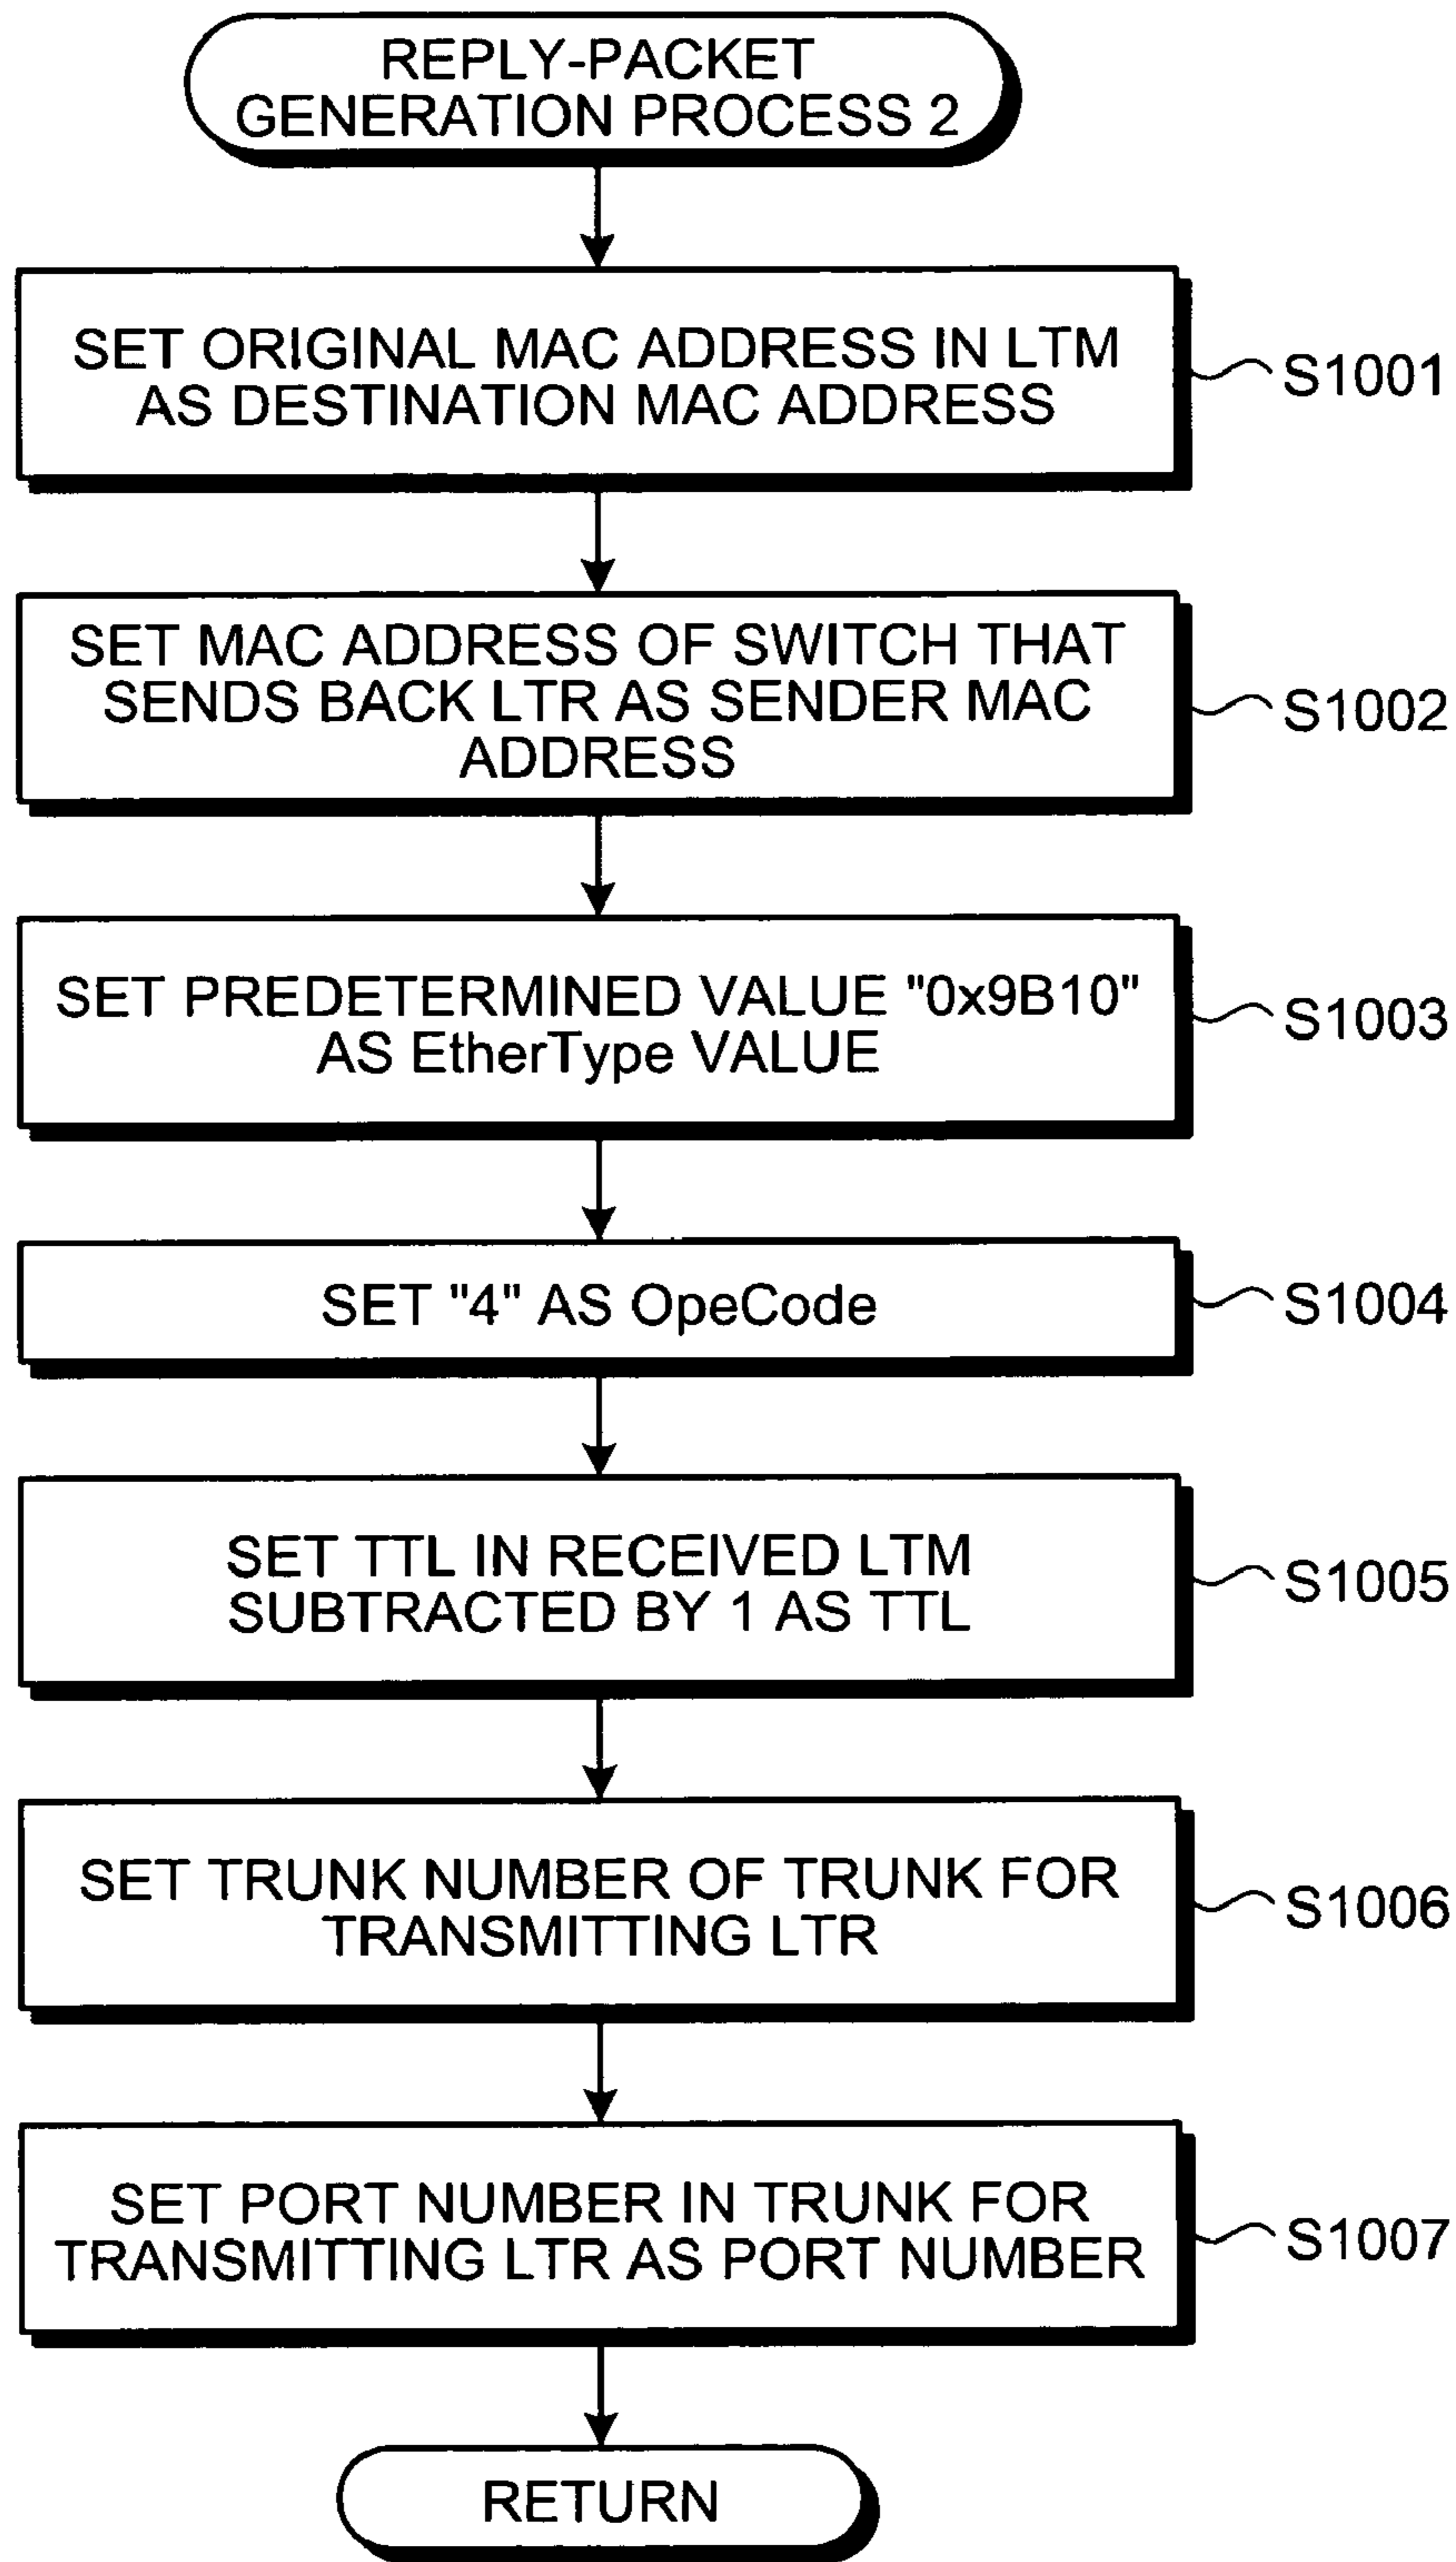 REPLY-PACKET
GENERATION PROCESS 2
SET ORIGINAL MAC ADDRESS IN LTM
AS DESTINATION MAC ADDRESS
S1001
SET MAC ADDRESS OF SWITCH THAT
SENDS BACK LTR AS SENDER MAC
ADDRESS
S1002
SET PREDETERMINED VALUE "0x9B10"
AS EtherType VALUE
S1003
SET "4" AS OpeCode
S1004
SET TTL IN RECEIVED LTM
SUBTRACTED BY 1 AS TTL
S1005
SET TRUNK NUMBER OF TRUNK FOR
TRANSMITTING LTR
S1006
SET PORT NUMBER IN TRUNK FOR
TRANSMITTING LTR AS PORT NUMBER
S1007
RETURN